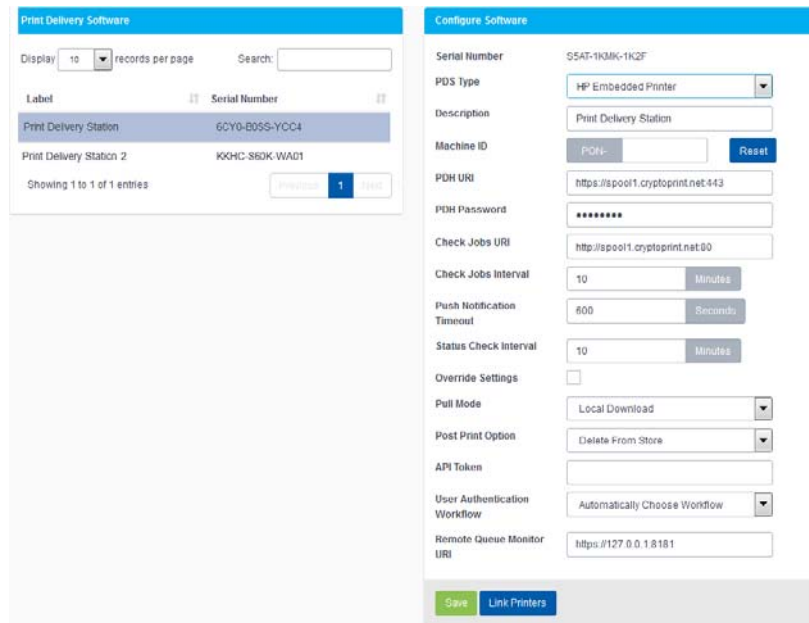 Print Delivery Software
Display 10 records per page Search:
Label Serial Number
Print Delivery Station 6CY0-B0SS-YCC4
Print Delivery Station 2 KXHC-S60K-WA01
Showing 1 to 1 of 1 entries
Previous 1 Next
Configure Software
Serial Number S5AT-1KMK-1K2F
PDS Type HP Embedded Printer
Description Print Delivery Station
Machine ID PON- Reset
PDH URI https://spool1.cryptoprint.net:443
PDH Password ********
Check Jobs URI http://spool1.cryptoprint.net:80
Check Jobs Interval 10 Minutes
Push Notification
Timeout 600 Seconds
Status Check Interval 10 Minutes
Override Settings
Pull Mode Local Download
Post Print Option Delete From Store
API Token
User Authentication
Workflow Automatically Choose Workflow
Remote Queue Monitor
URI https://127.0.0.1:8181
Save Link Printers